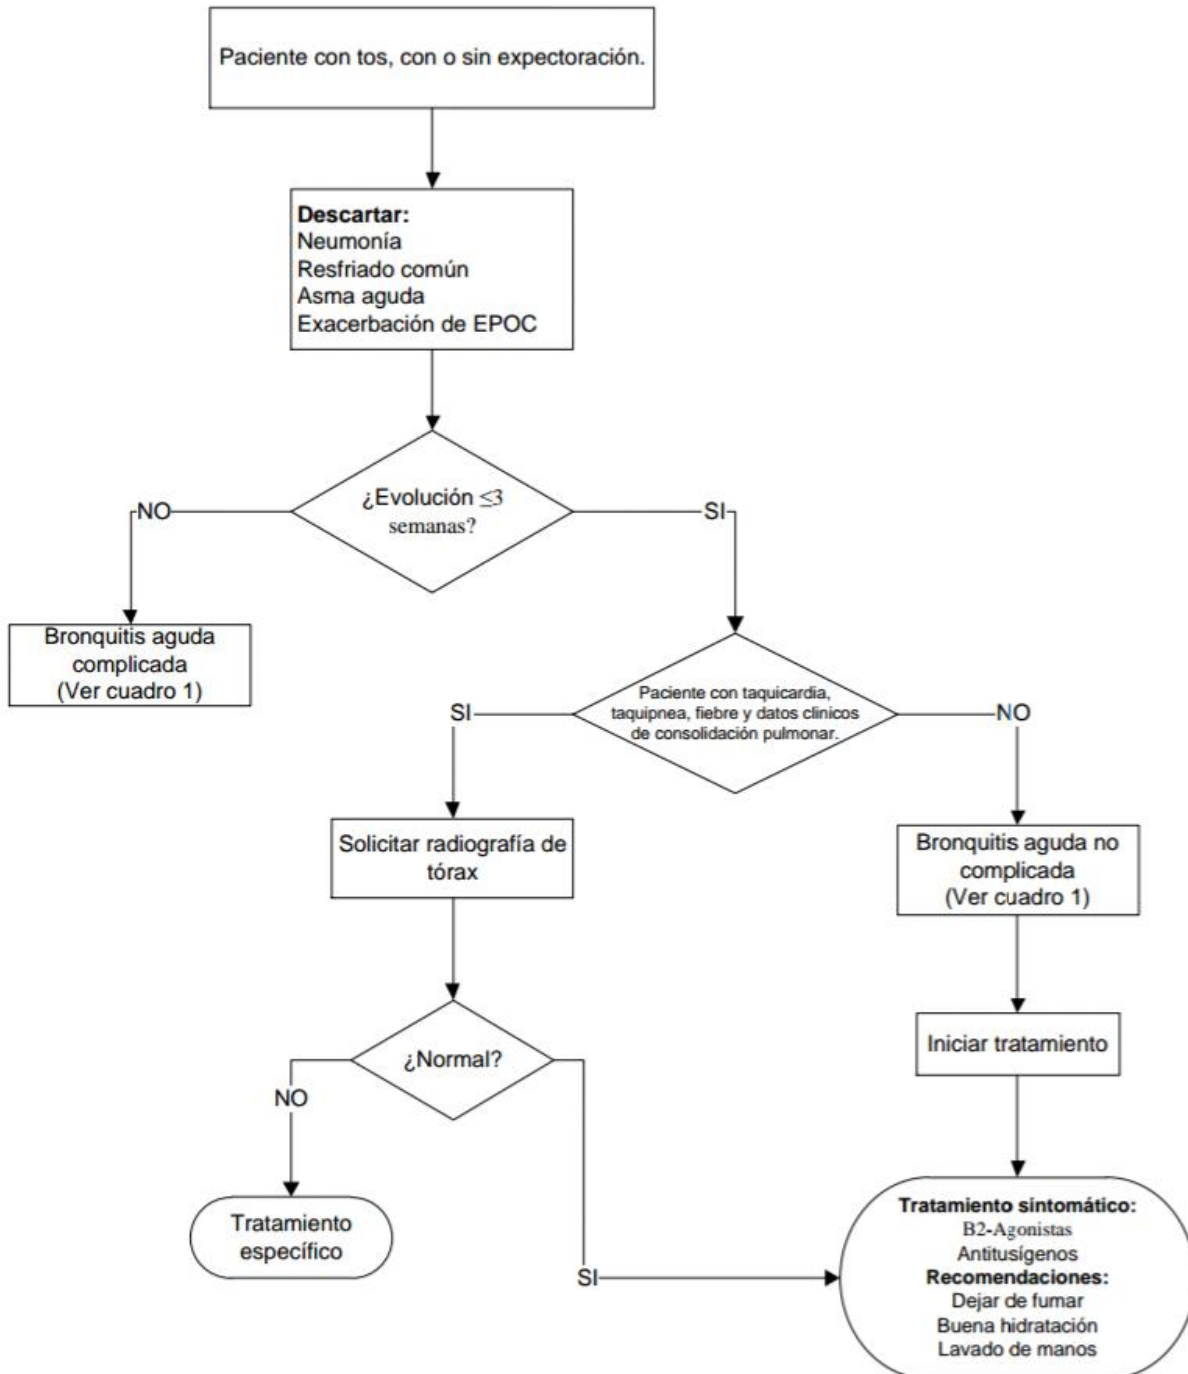 Paciente con tos, con o sin expectoración.
Descartar:
Neumonía
Resfriado común
Asma aguda
Exacerbación de EPOC
¿Evolución ≤3
semanas?
NO
SI
Bronquitis aguda
complicada
(Ver cuadro 1)
Paciente con taquicardia,
taquipnea, fiebre y datos clinicos
de consolidación pulmonar.
SI
NO
Solicitar radiografía de
tórax
Bronquitis aguda no
complicada
(Ver cuadro 1)
¿Normal?
Iniciar tratamiento
NO
Tratamiento
específico
SI
Tratamiento sintomático:
B2-Agonistas
Antitusígenos
Recomendaciones:
Dejar de fumar
Buena hidratación
Lavado de manos